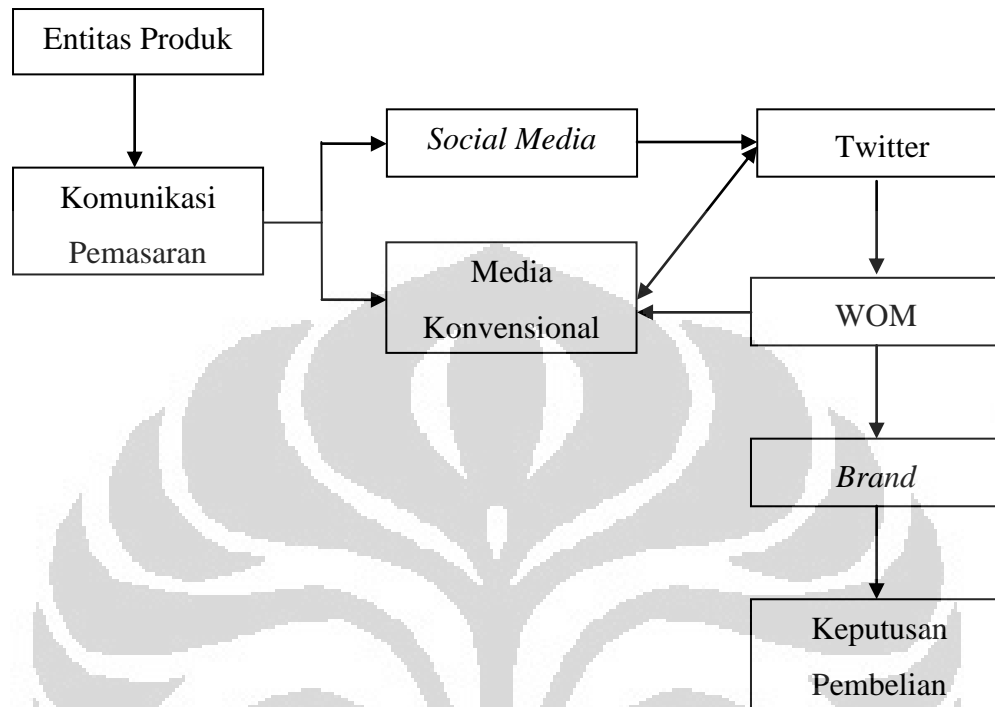 Entitas Produk
Social Media
Twitter
Komunikasi
Pemasaran
Media
Konvensional
WOM
Brand
Keputusan
Pembelian